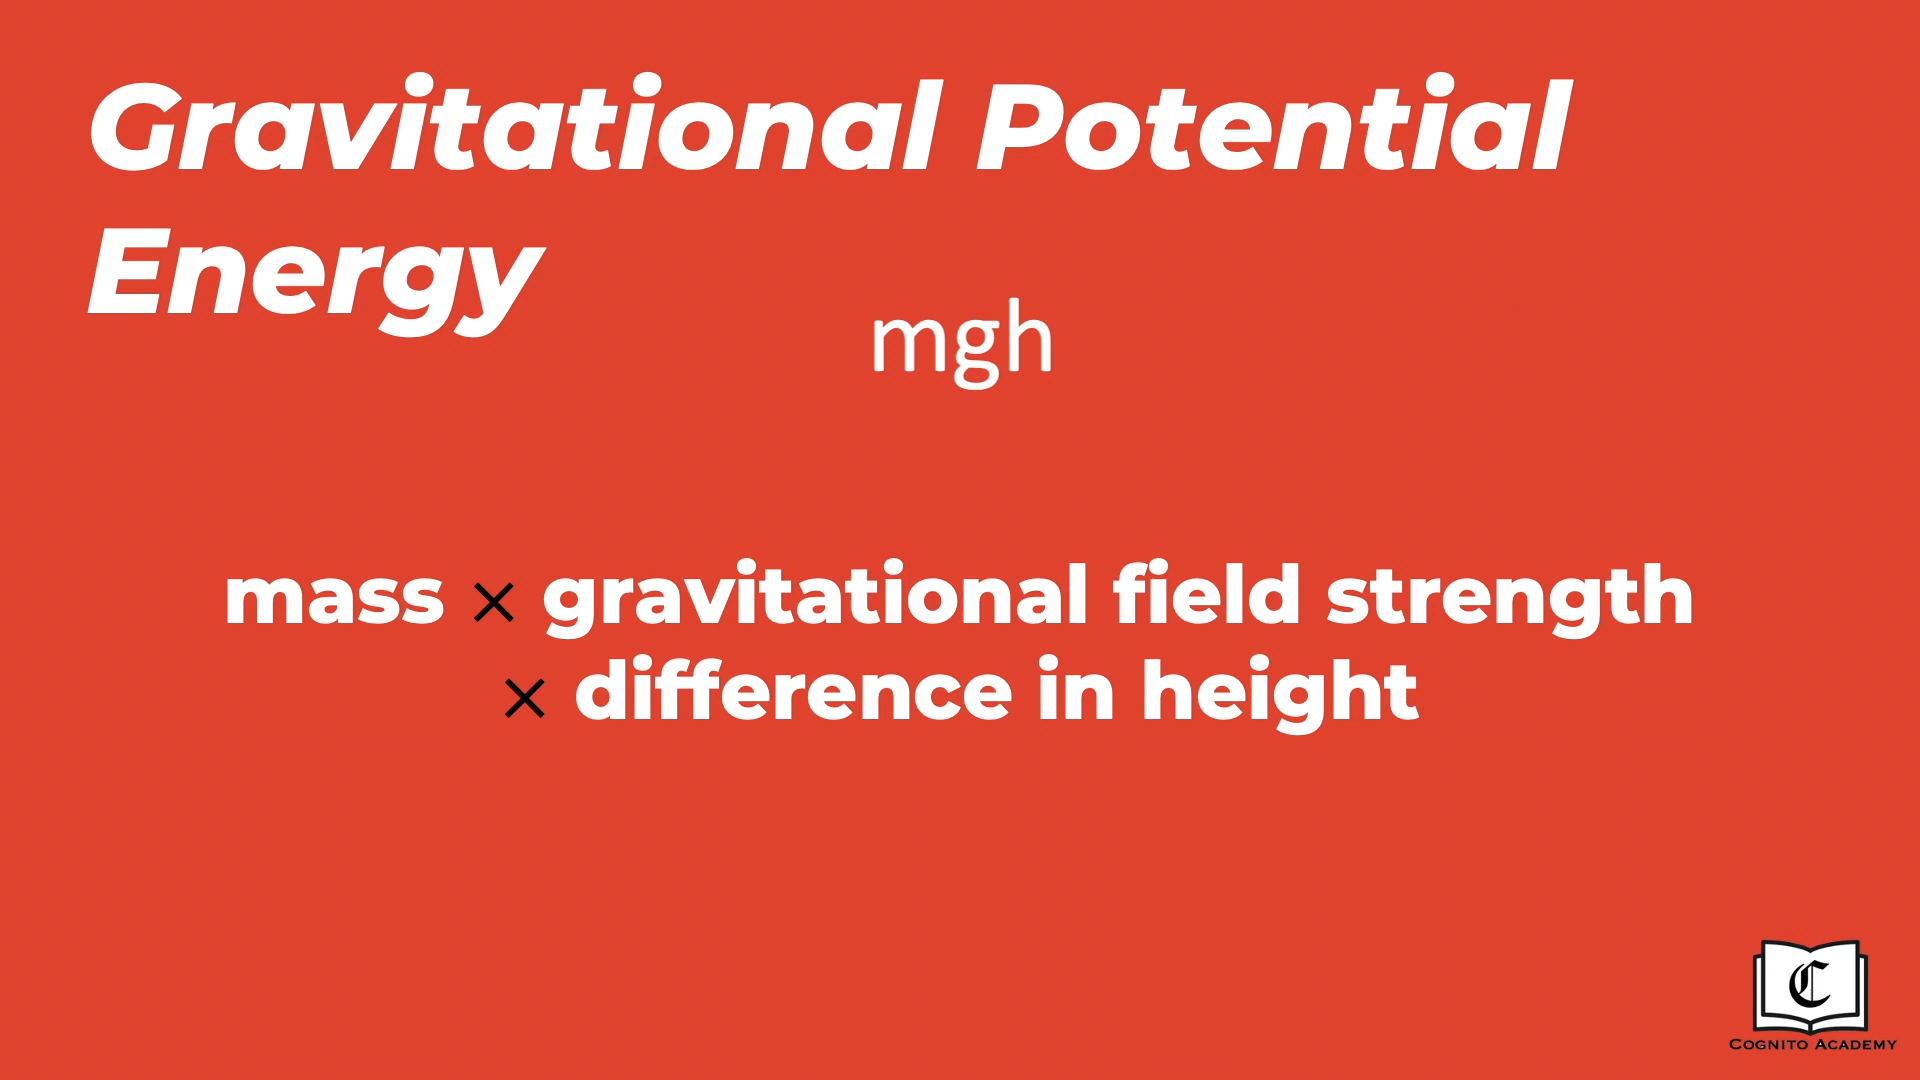 Gravitational Potential
Energy
mgh
mass × gravitational field strength
× difference in height
C
COGNITO ACADEMY